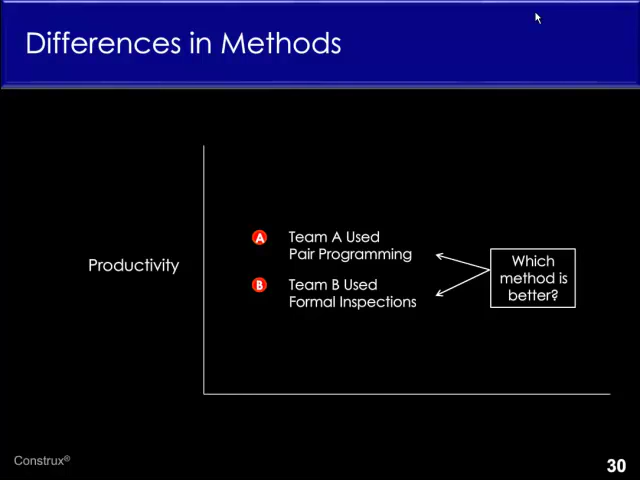 Differences in Methods
A Team A Used
Pair Programming
Productivity
B Team B Used
Formal Inspections
Which
method is
better?
Construx®
30